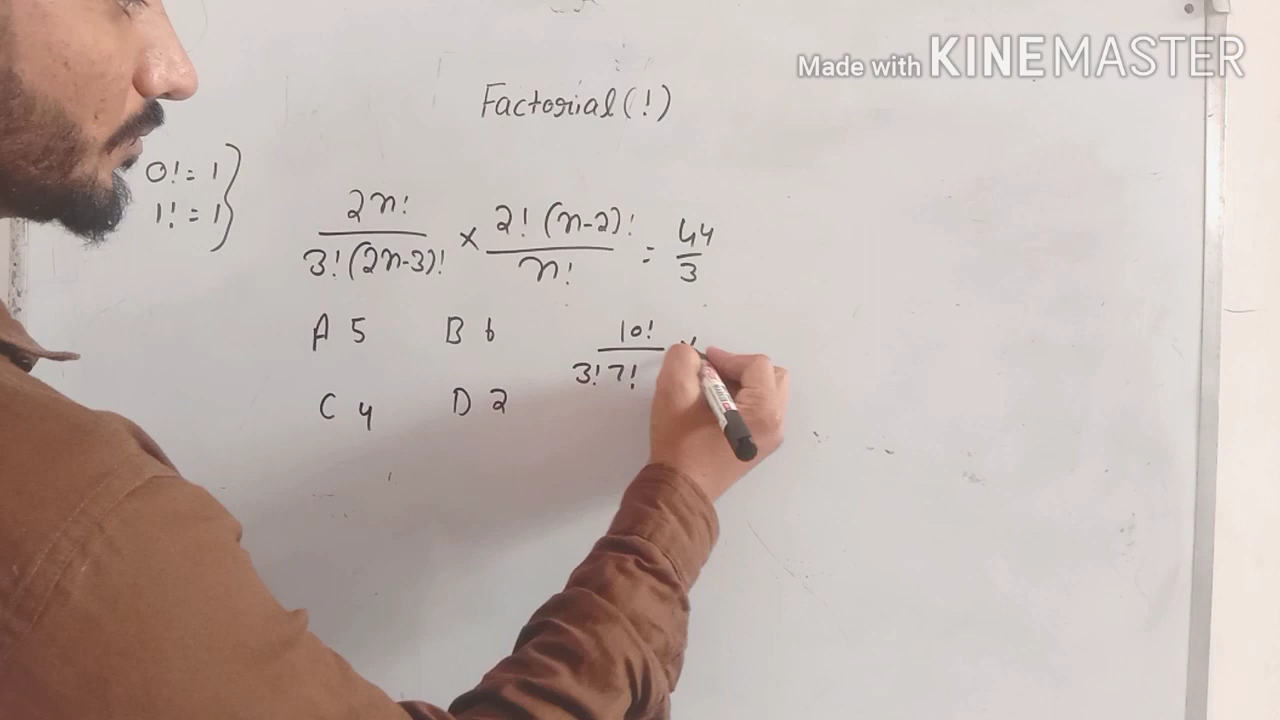 Made with KINEMASTER
Factorial (!)
0! = 1
1! = 1
2n! / 3! (2n-3)! × 2! (n-2)! / n! = 44 / 3
A 5 B 6
10! / 3! 7! ×
C 4 D 2